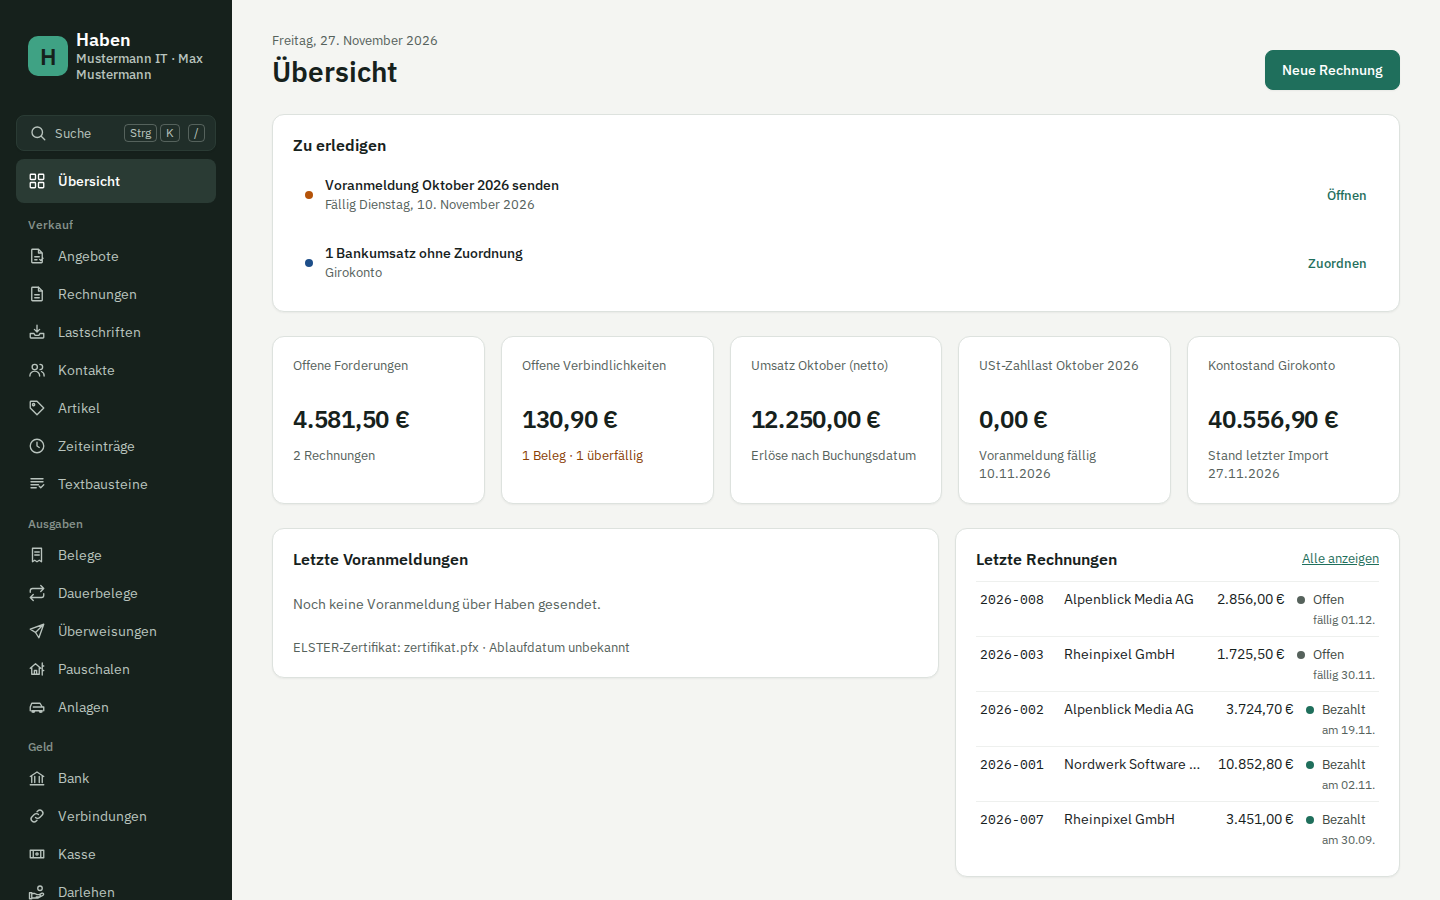 H
Haben
Mustermann IT · Max
Mustermann
Suche Strg K /
Übersicht
Verkauf
Angebote
Rechnungen
Lastschriften
Kontakte
Artikel
Zeiteinträge
Textbausteine
Ausgaben
Belege
Dauerbelege
Überweisungen
Pauschalen
Anlagen
Geld
Bank
Verbindungen
Kasse
Darlehen
Freitag, 27. November 2026
Übersicht
Neue Rechnung
Zu erledigen
Voranmeldung Oktober 2026 senden
Fällig Dienstag, 10. November 2026
Öffnen
1 Bankumsatz ohne Zuordnung
Girokonto
Zuordnen
Offene Forderungen
4.581,50 €
2 Rechnungen
Offene Verbindlichkeiten
130,90 €
1 Beleg · 1 überfällig
Umsatz Oktober (netto)
12.250,00 €
Erlöse nach Buchungsdatum
USt-Zahllast Oktober 2026
0,00 €
Voranmeldung fällig
10.11.2026
Kontostand Girokonto
40.556,90 €
Stand letzter Import
27.11.2026
Letzte Voranmeldungen
Noch keine Voranmeldung über Haben gesendet.
ELSTER-Zertifikat: zertifikat.pfx · Ablaufdatum unbekannt
Letzte Rechnungen Alle anzeigen
2026-008 Alpenblick Media AG 2.856,00 € Offen
fällig 01.12.
2026-003 Rheinpixel GmbH 1.725,50 € Offen
fällig 30.11.
2026-002 Alpenblick Media AG 3.724,70 € Bezahlt
am 19.11.
2026-001 Nordwerk Software ... 10.852,80 € Bezahlt
am 02.11.
2026-007 Rheinpixel GmbH 3.451,00 € Bezahlt
am 30.09.